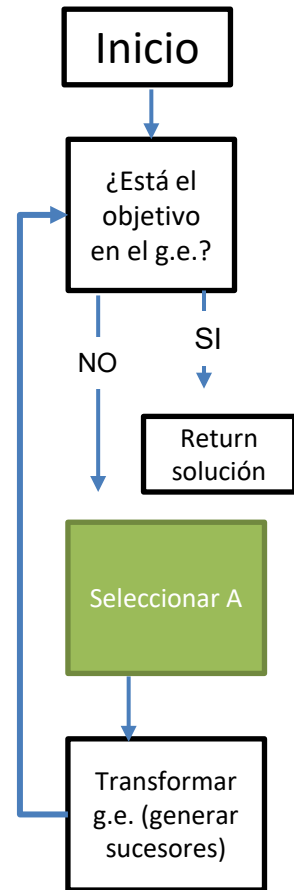 Inicio
¿Está el
objetivo
en el g.e.?
SI
NO
Return
solución
Seleccionar A
Transformar
g.e. (generar
sucesores)